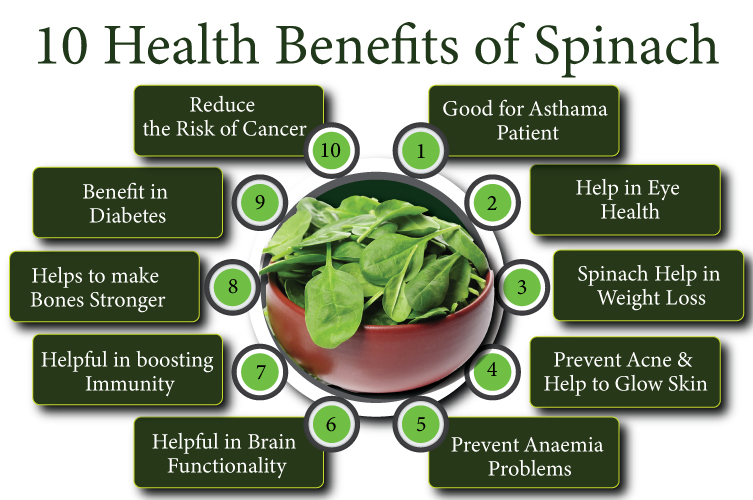 10 Health Benefits of Spinach
1
Good for Asthama
Patient
2
Help in Eye
Health
3
Spinach Help in
Weight Loss
4
Prevent Acne &
Help to Glow Skin
5
Prevent Anaemia
Problems
6
Helpful in Brain
Functionality
7
Helpful in boosting
Immunity
8
Helps to make
Bones Stronger
9
Benefit in
Diabetes
10
Reduce
the Risk of Cancer